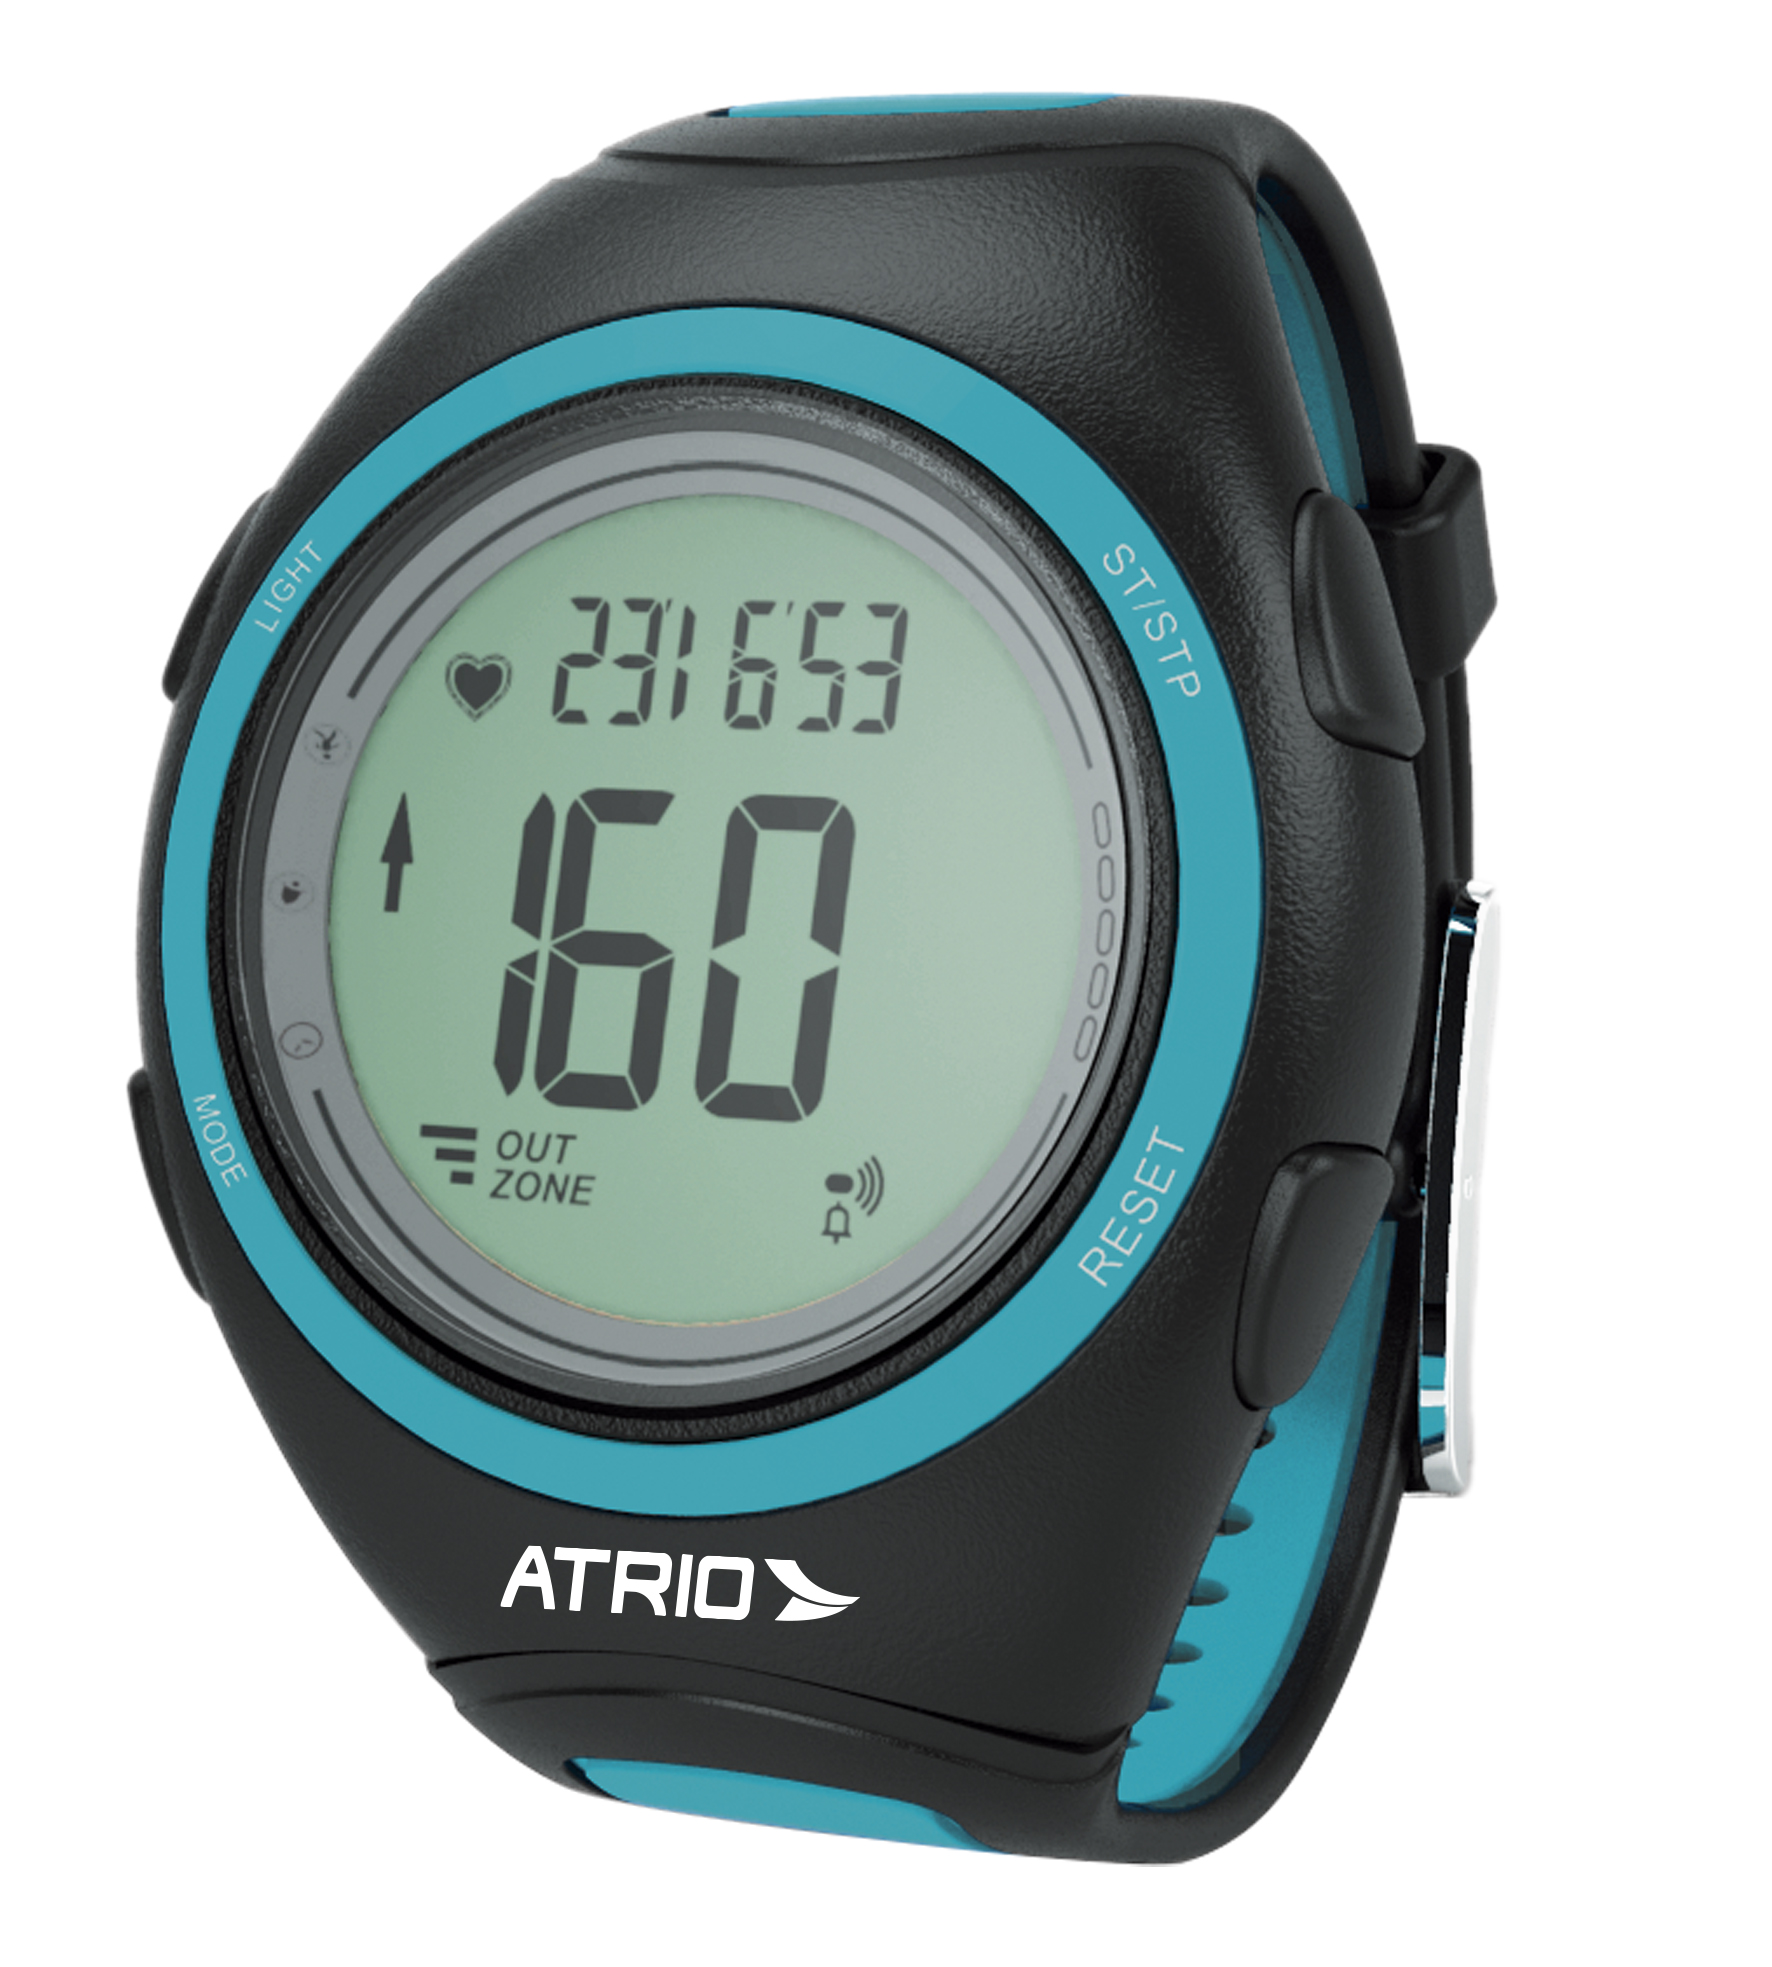 LIGHT
ST/STP
23'16'53
160
OUT
ZONE
MODE
RESET
ATRIO